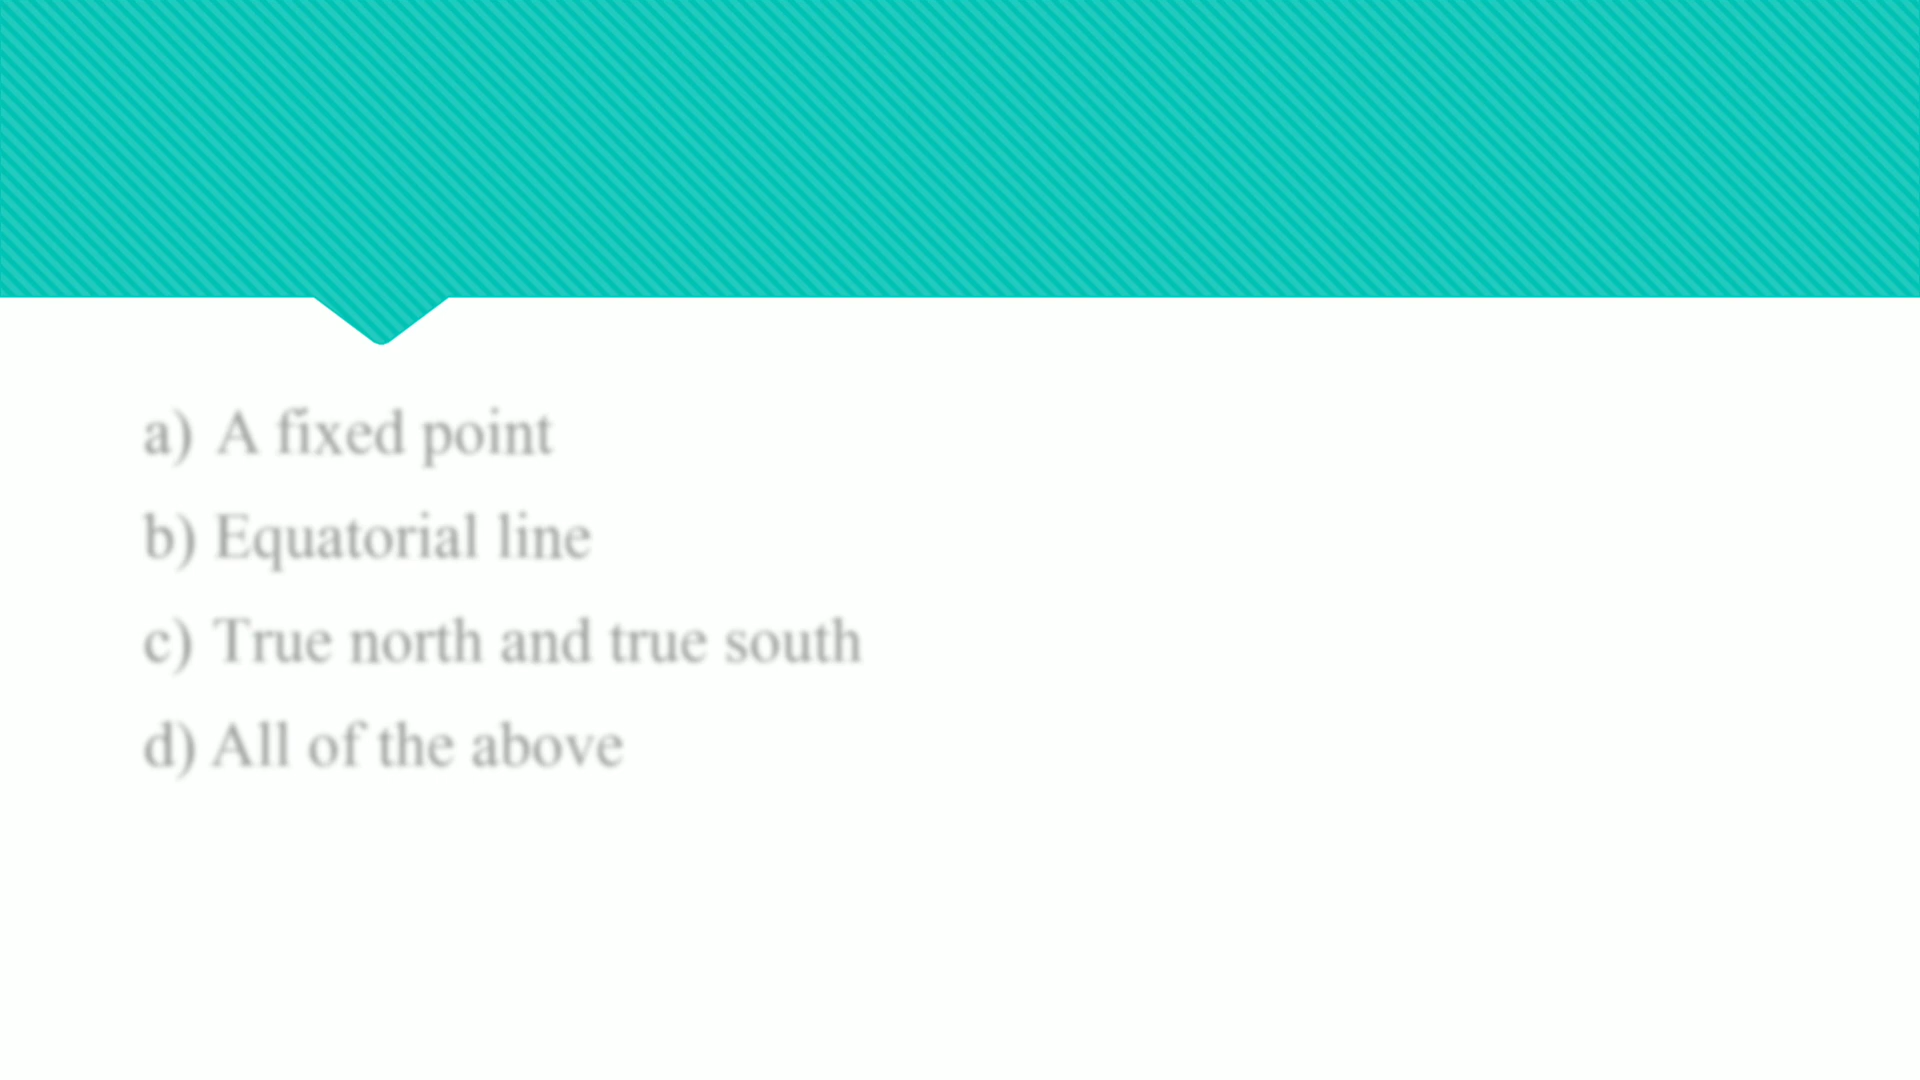 a) A fixed point
b) Equatorial line
c) True north and true south
d) All of the above